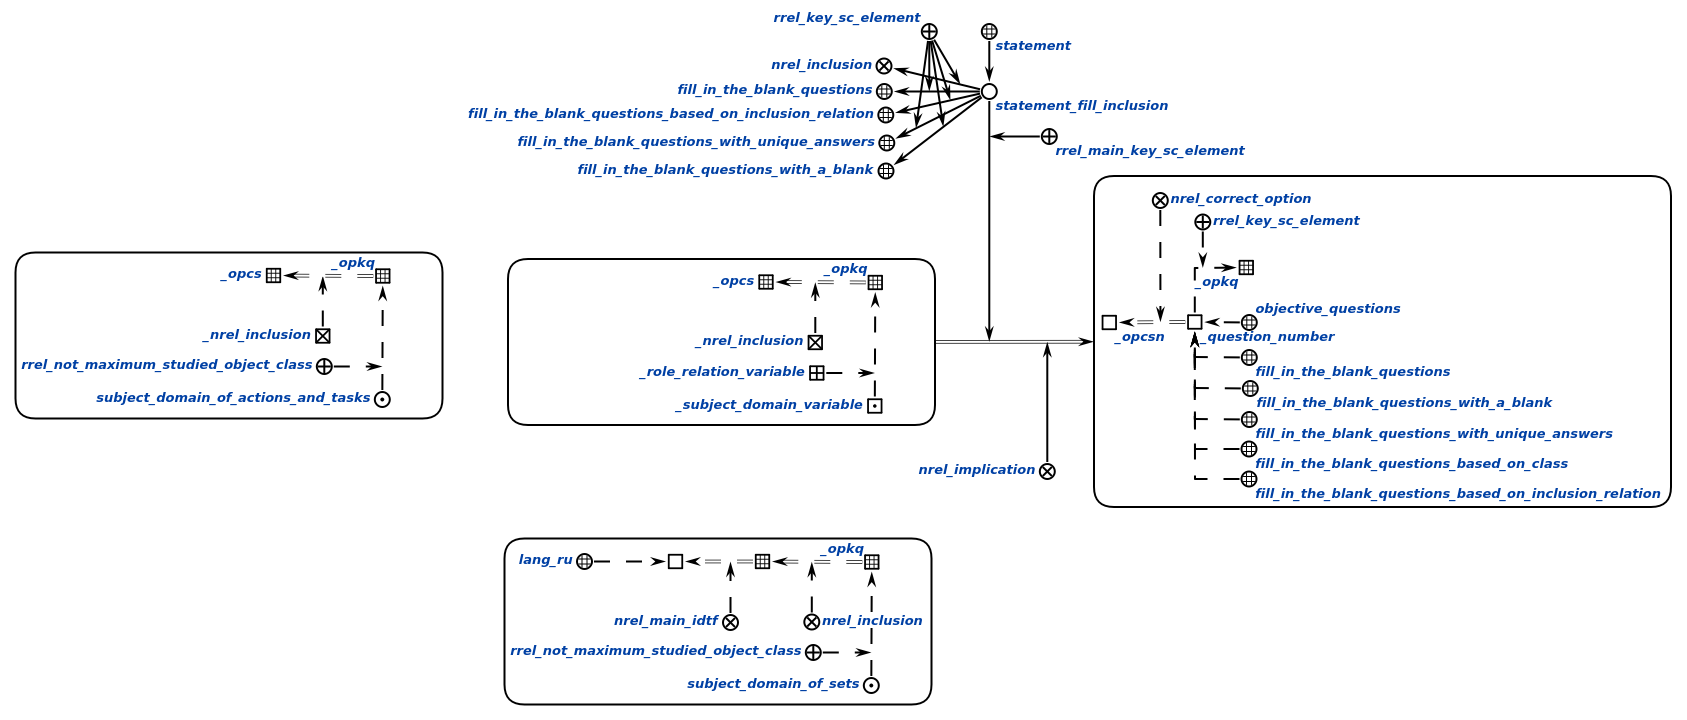 rrel_key_sc_element
statement
nrel_inclusion
fill_in_the_blank_questions
statement_fill_inclusion
fill_in_the_blank_questions_based_on_inclusion_relation
fill_in_the_blank_questions_with_unique_answers
rrel_main_key_sc_element
fill_in_the_blank_questions_with_a_blank
nrel_correct_option
rrel_key_sc_element
_opkq
objective_questions
_opcsn
_question_number
fill_in_the_blank_questions
fill_in_the_blank_questions_with_a_blank
fill_in_the_blank_questions_with_unique_answers
fill_in_the_blank_questions_based_on_class
fill_in_the_blank_questions_based_on_inclusion_relation
_opkq
_opcs
_nrel_inclusion
rrel_not_maximum_studied_object_class
subject_domain_of_actions_and_tasks
_opkq
_opcs
_nrel_inclusion
_role_relation_variable
_subject_domain_variable
nrel_implication
_opkq
lang_ru
nrel_main_idtf
nrel_inclusion
rrel_not_maximum_studied_object_class
subject_domain_of_sets